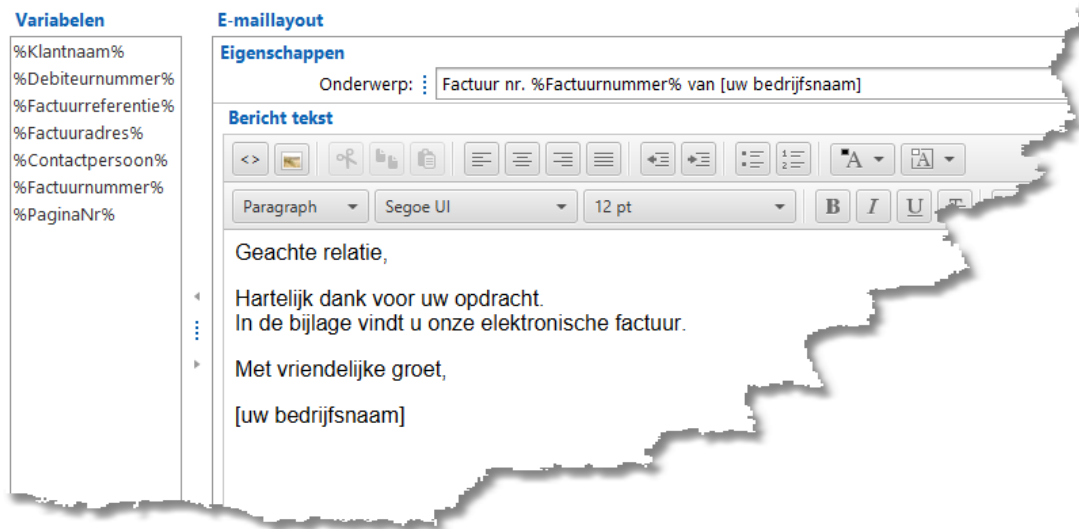 Variabelen
%Klantnaam%
%Debiteurnummer%
%Factuurreferentie%
%Factuuradres%
%Contactpersoon%
%Factuurnummer%
%PaginaNr%
E-maillayout
Eigenschappen
Onderwerp: Factuur nr. %Factuurnummer% van [uw bedrijfsnaam]
Bericht tekst
Paragraph Segoe UI 12 pt B I U T
Geachte relatie,
Hartelijk dank voor uw opdracht.
In de bijlage vindt u onze elektronische factuur.
Met vriendelijke groet,
[uw bedrijfsnaam]